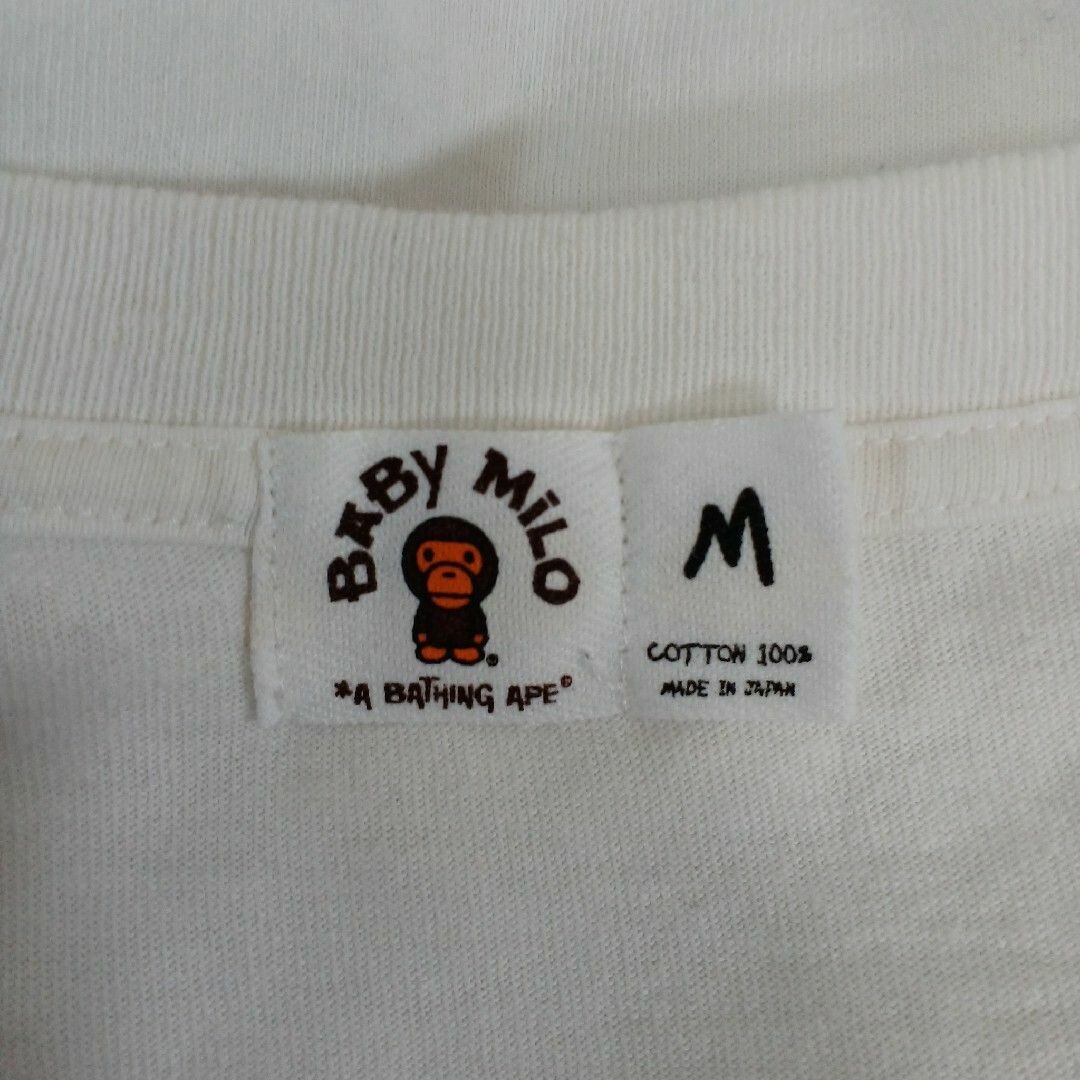 BABY MiLO
®
*A BATHING APE®
M
COTTON 100%
MADE IN JAPAN